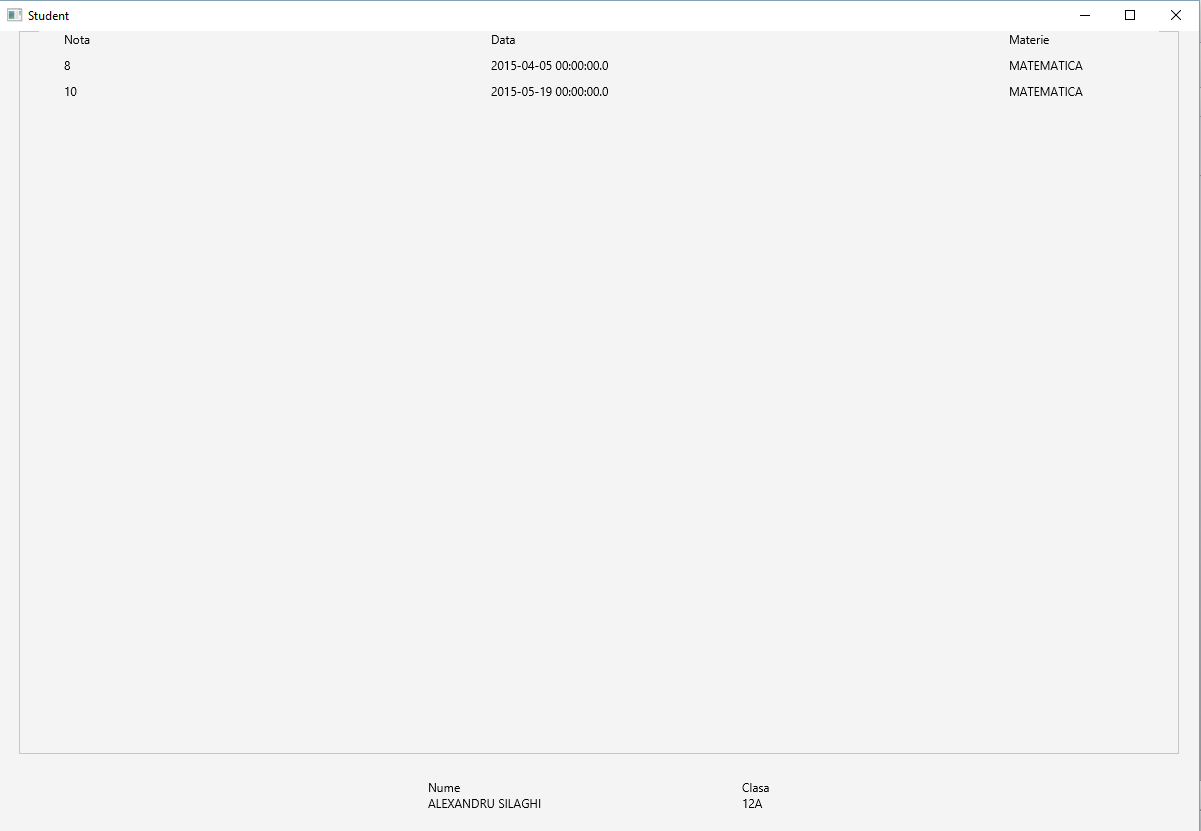 Student
Nota Data Materie
8 2015-04-05 00:00:00.0 MATEMATICA
10 2015-05-19 00:00:00.0 MATEMATICA
Nume Clasa
ALEXANDRU SILAGHI 12A